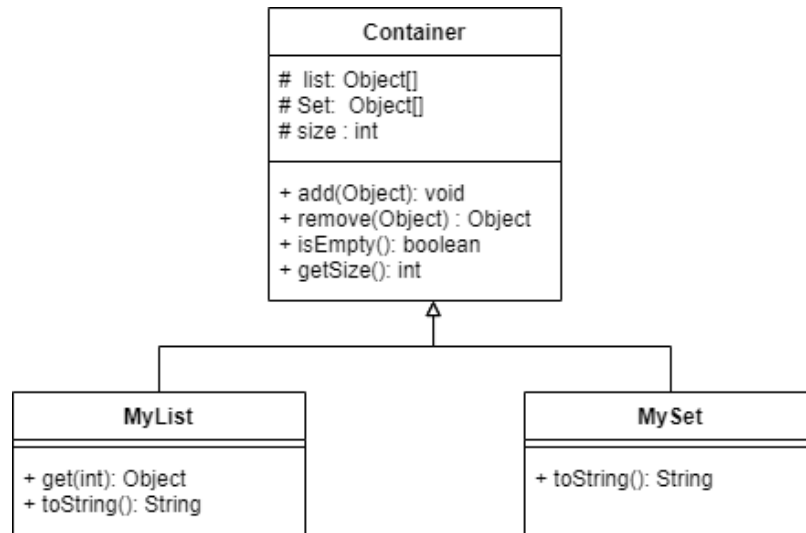 Container
# list: Object[]
# Set: Object[]
# size : int
+ add(Object): void
+ remove(Object) : Object
+ isEmpty(): boolean
+ getSize(): int
MyList
+ get(int): Object
+ toString(): String
MySet
+ toString(): String